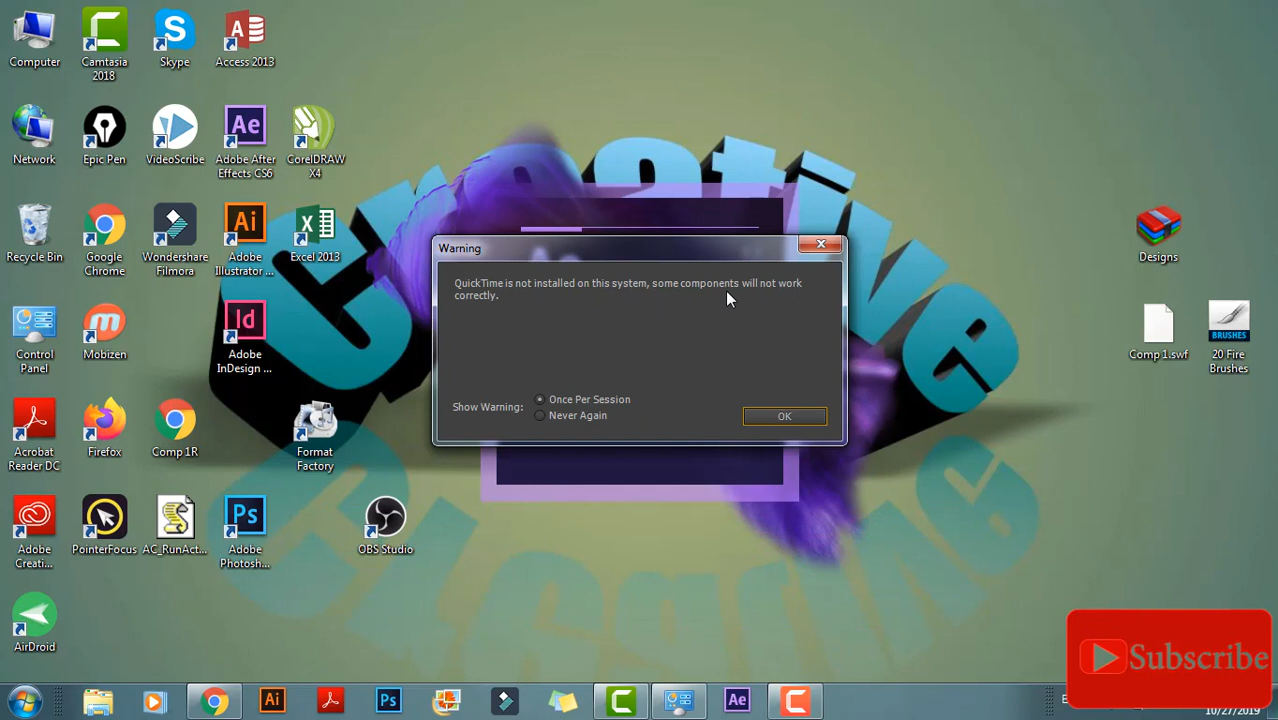 Computer
Camtasia 2018
Skype
Access 2013
Network
Epic Pen
VideoScribe
Adobe After Effects CS6
CorelDRAW X4
Recycle Bin
Google Chrome
Wondershare Filmora
Adobe Illustrator ...
Excel 2013
Control Panel
Mobizen
Adobe InDesign ...
Acrobat Reader DC
Firefox
Comp 1R
Format Factory
Adobe Creati...
PointerFocus
AC_RunAct...
Adobe Photosh...
OBS Studio
AirDroid
Warning
QuickTime is not installed on this system, some components will not work
correctly.
Show Warning:
Once Per Session
Never Again
OK
Designs
Comp 1.swf
BRUSHES
20 Fire Brushes
Creative
ELearning
Subscribe
10/27/2019